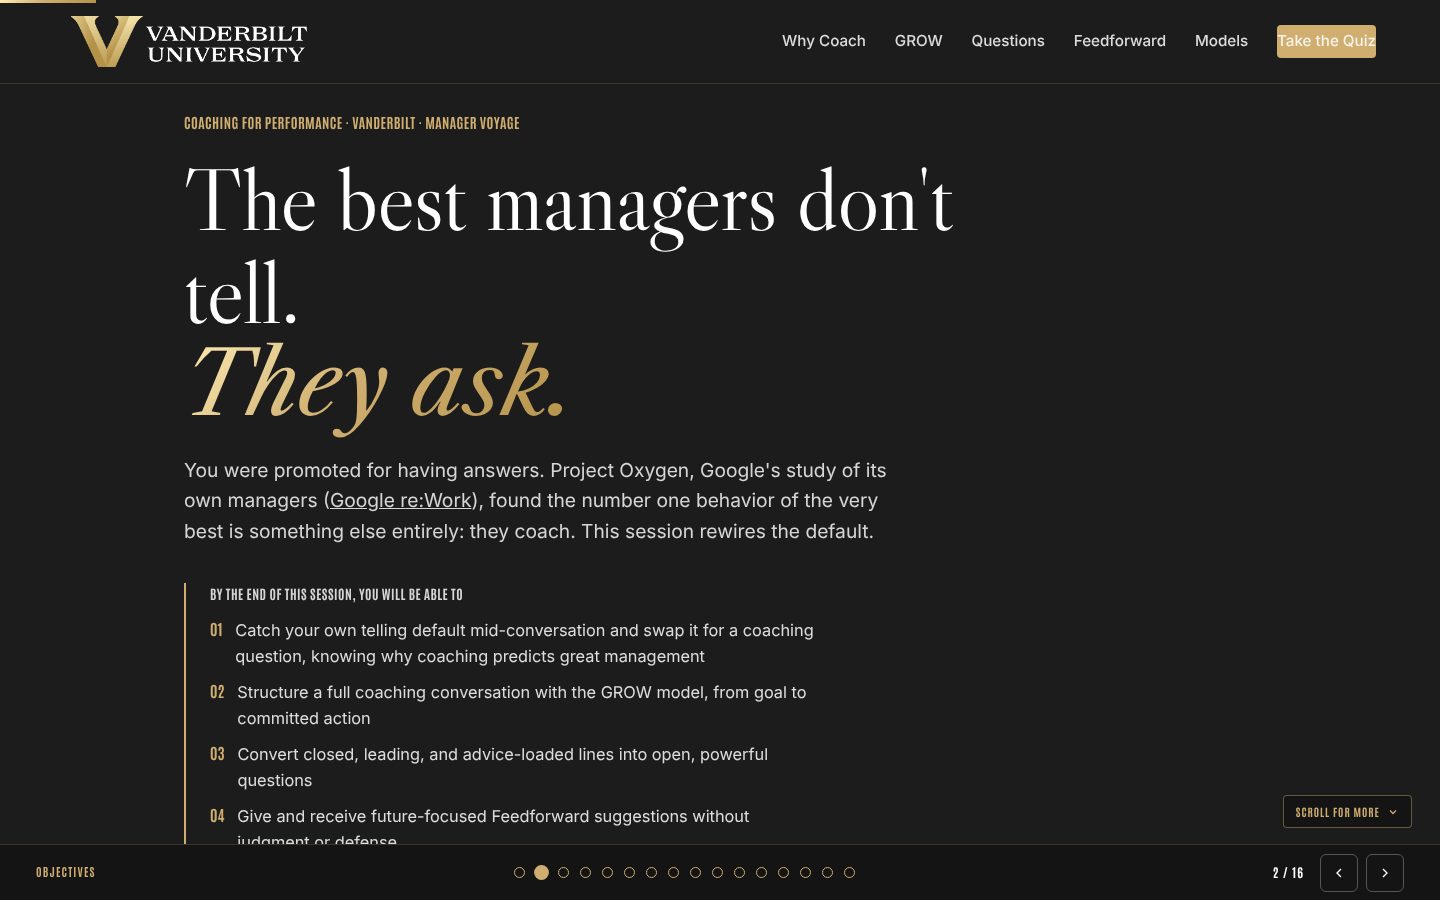 VANDERBILT
UNIVERSITY
Why Coach
GROW
Questions
Feedforward
Models
Take the Quiz
COACHING FOR PERFORMANCE · VANDERBILT · MANAGER VOYAGE
The best managers don't
tell.
They ask.
You were promoted for having answers. Project Oxygen, Google's study of its
own managers (Google re:Work), found the number one behavior of the very
best is something else entirely: they coach. This session rewires the default.
BY THE END OF THIS SESSION, YOU WILL BE ABLE TO
01 Catch your own telling default mid-conversation and swap it for a coaching
question, knowing why coaching predicts great management
02 Structure a full coaching conversation with the GROW model, from goal to
committed action
03 Convert closed, leading, and advice-loaded lines into open, powerful
questions
04 Give and receive future-focused Feedforward suggestions without
judgment or defense
SCROLL FOR MORE
OBJECTIVES
2 / 16